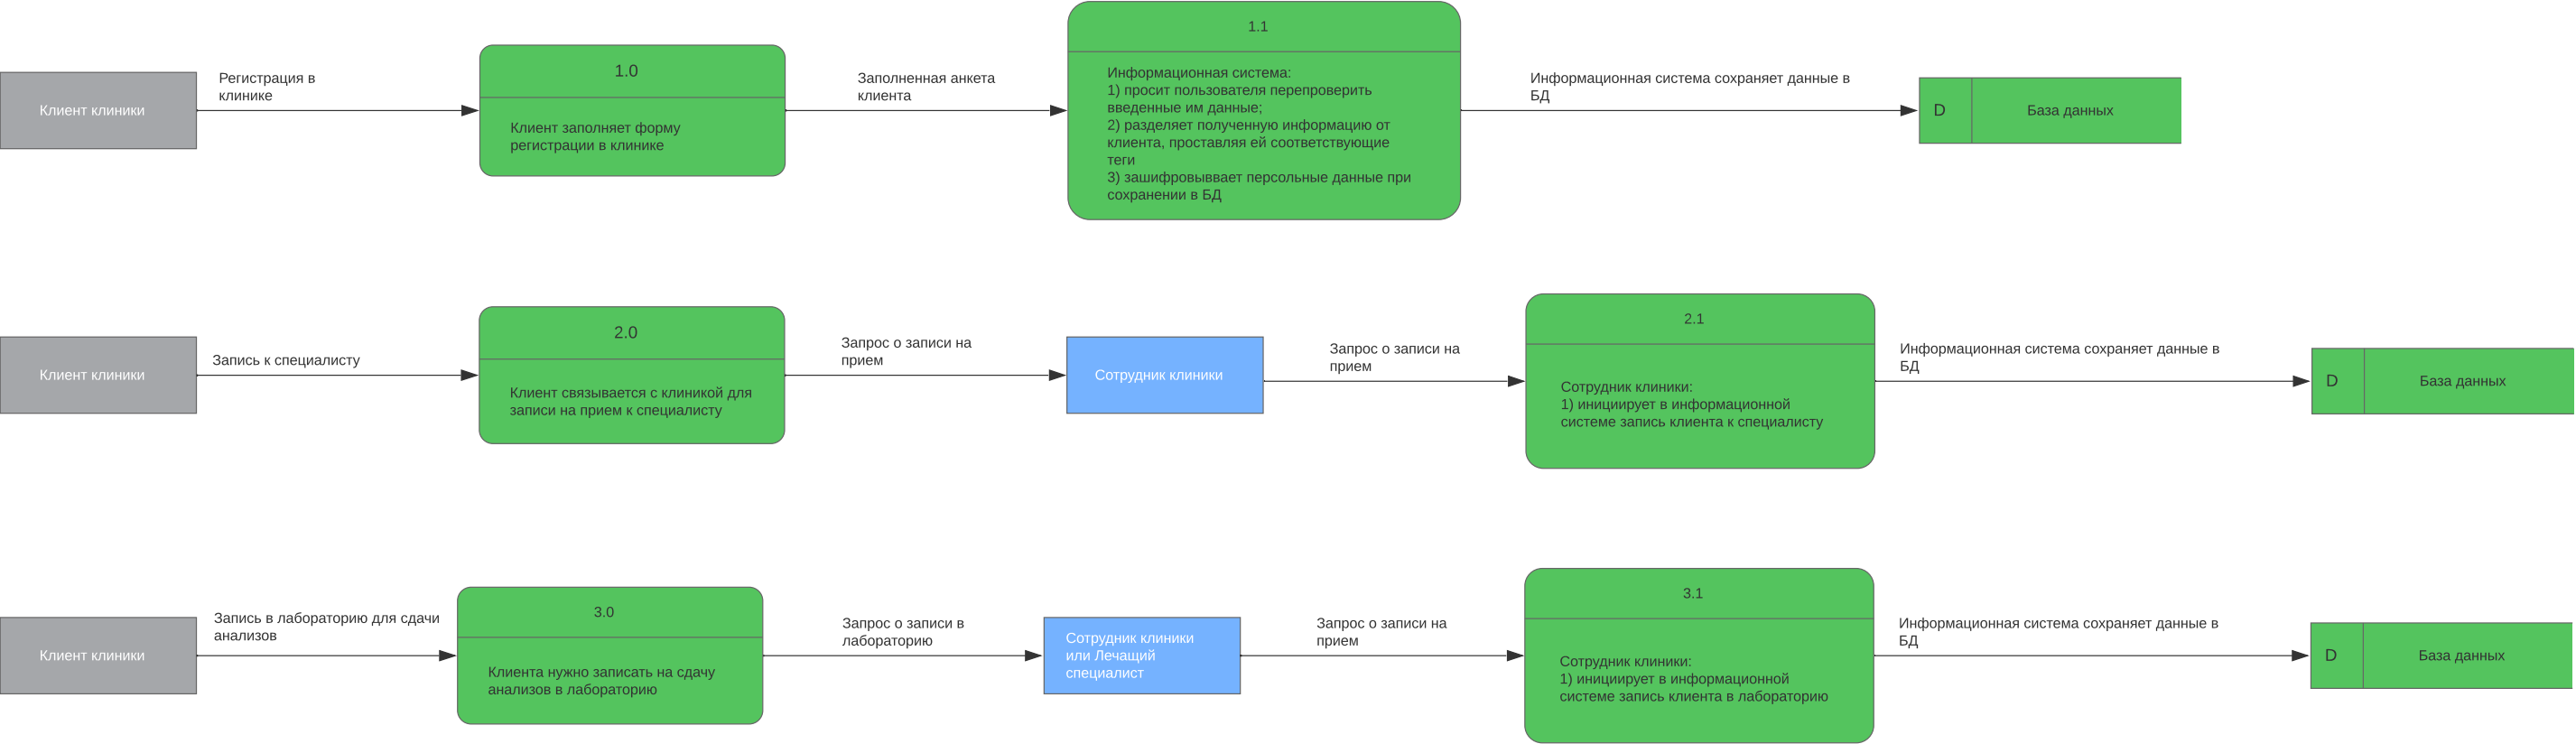 1.1
Регистрация в
клинике
1.0
Заполненная анкета
клиента
Информационная система:
1) просит пользователя перепроверить
введенные им данные;
2) разделяет полученную информацию от
клиента, проставляя ей соответствующие
теги
3) зашифровыввает персольные данные при
сохранении в БД
Информационная система сохраняет данные в
БД
Клиент клиники
Клиент заполняет форму
регистрации в клинике
D
База данных
Клиент клиники
Запись к специалисту
2.0
Клиент связывается с клиникой для
записи на прием к специалисту
Запрос о записи на
прием
Сотрудник клиники
Запрос о записи на
прием
2.1
Сотрудник клиники:
1) инициирует в информационной
системе запись клиента к специалисту
Информационная система сохраняет данные в
БД
D
База данных
Клиент клиники
Запись в лабораторию для сдачи
анализов
3.0
Клиента нужно записать на сдачу
анализов в лабораторию
Запрос о записи в
лабораторию
Сотрудник клиники
или Лечащий
специалист
Запрос о записи на
прием
3.1
Сотрудник клиники:
1) инициирует в информационной
системе запись клиента в лабораторию
Информационная система сохраняет данные в
БД
D
База данных